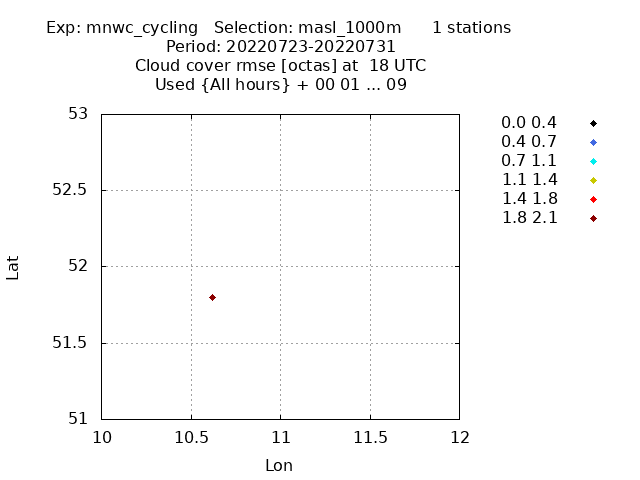 Exp: mnwc_cycling Selection: masl_1000m 1 stations
Period: 20220723-20220731
Cloud cover rmse [octas] at 18 UTC
Used {All hours} + 00 01 ... 09
0.0 0.4
0.4 0.7
0.7 1.1
1.1 1.4
1.4 1.8
1.8 2.1
53
52.5
52
51.5
51
Lat
10 10.5 11 11.5 12
Lon